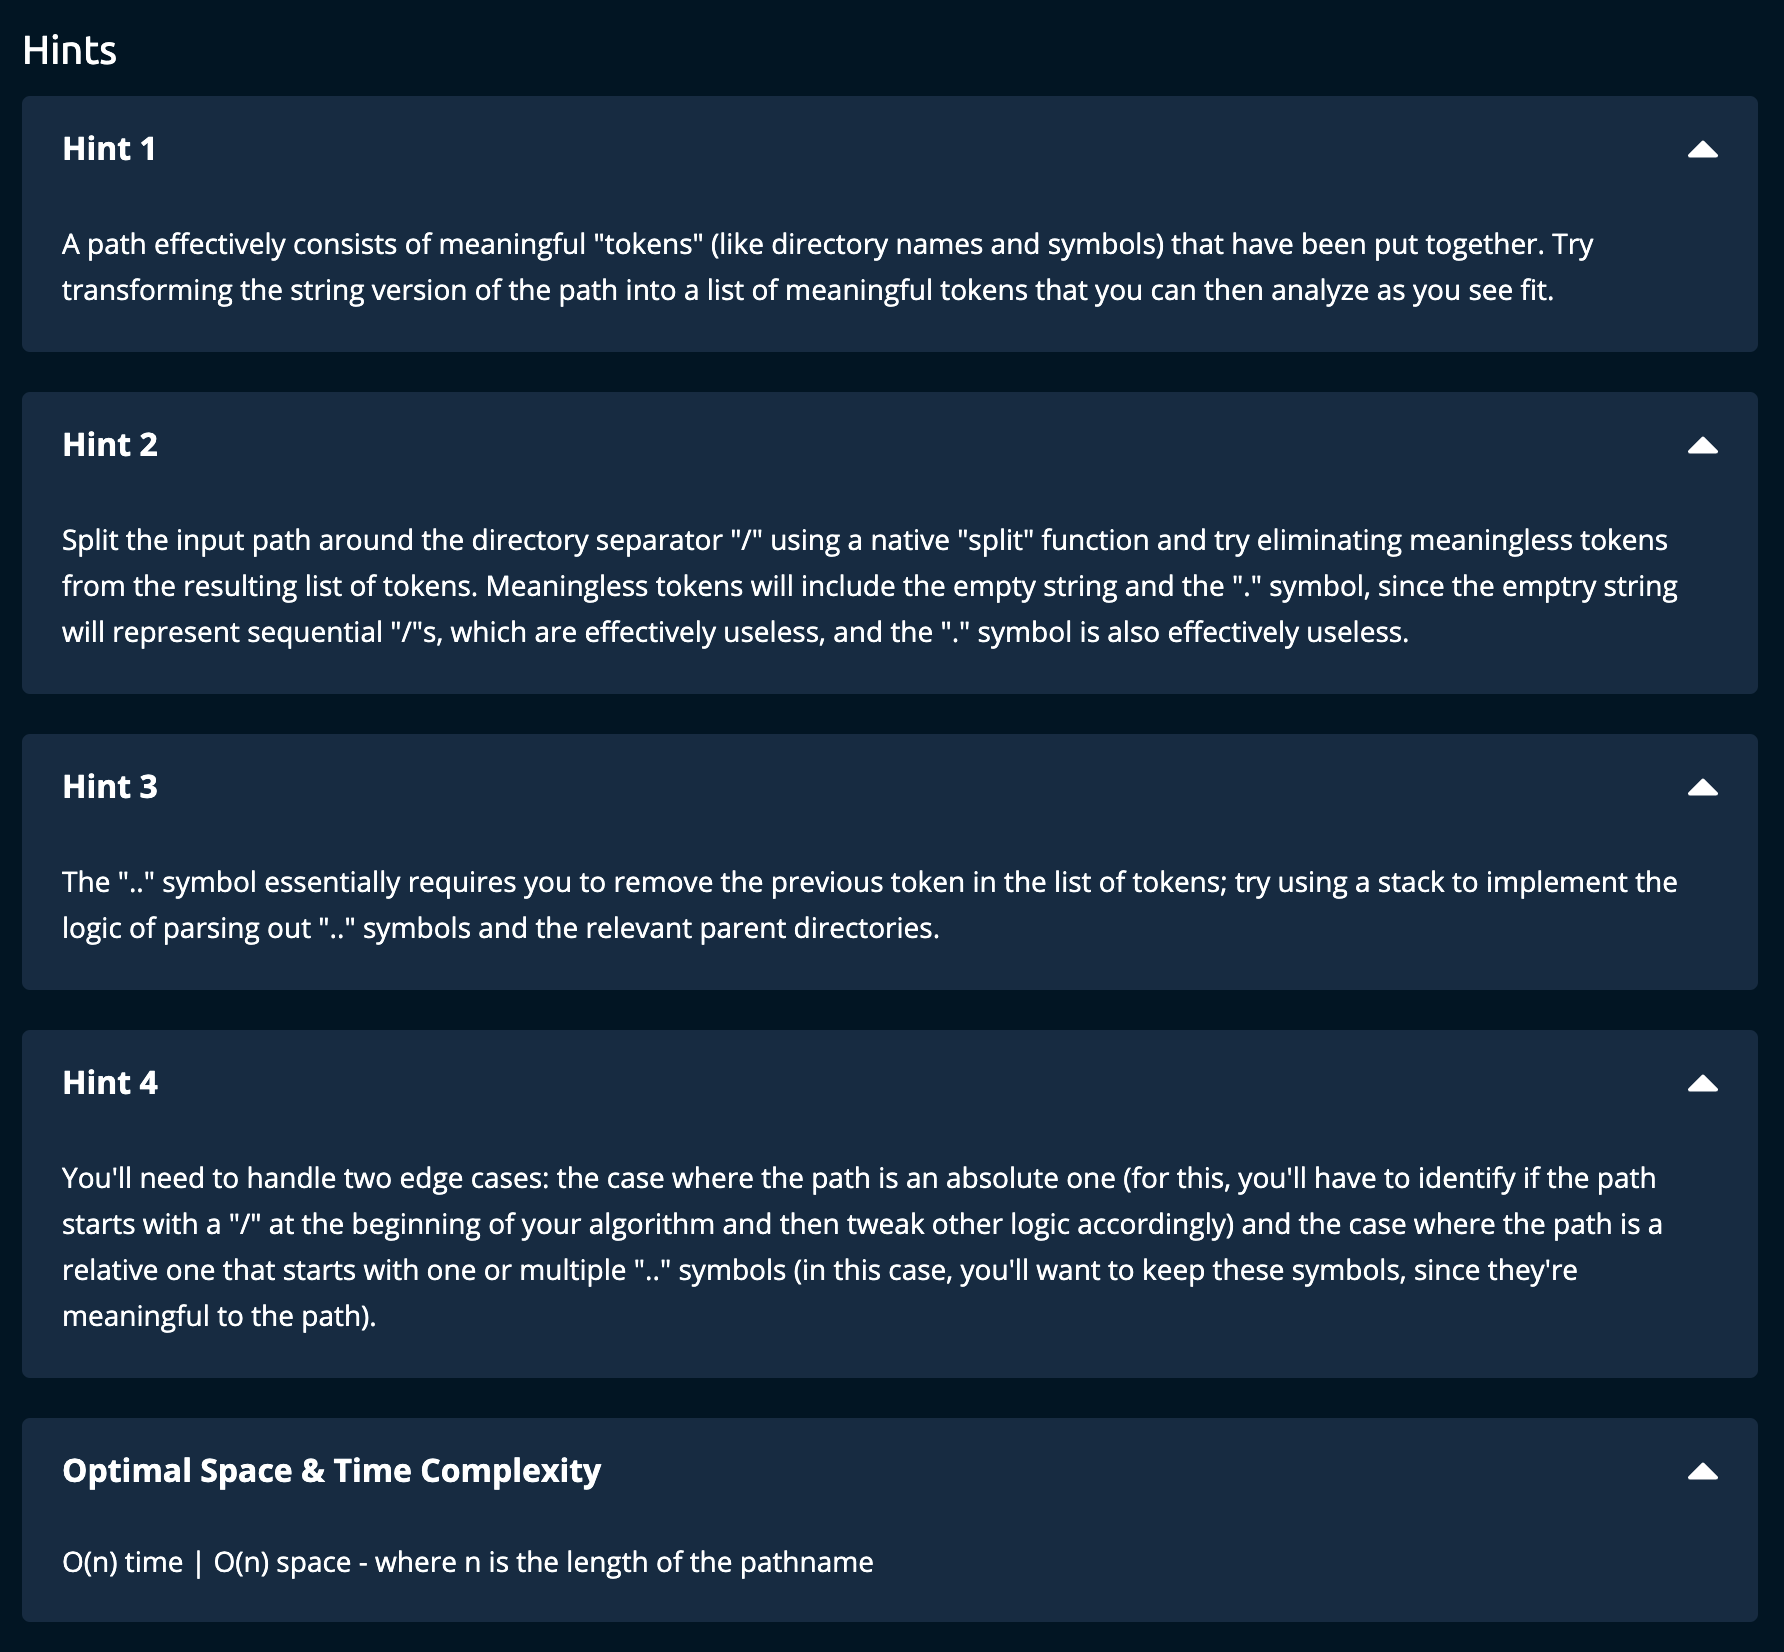 Hints
Hint 1
A path effectively consists of meaningful "tokens" (like directory names and symbols) that have been put together. Try
transforming the string version of the path into a list of meaningful tokens that you can then analyze as you see fit.
Hint 2
Split the input path around the directory separator "/" using a native "split" function and try eliminating meaningless tokens
from the resulting list of tokens. Meaningless tokens will include the empty string and the "." symbol, since the emptry string
will represent sequential "/"s, which are effectively useless, and the "." symbol is also effectively useless.
Hint 3
The ".." symbol essentially requires you to remove the previous token in the list of tokens; try using a stack to implement the
logic of parsing out ".." symbols and the relevant parent directories.
Hint 4
You'll need to handle two edge cases: the case where the path is an absolute one (for this, you'll have to identify if the path
starts with a "/" at the beginning of your algorithm and then tweak other logic accordingly) and the case where the path is a
relative one that starts with one or multiple ".." symbols (in this case, you'll want to keep these symbols, since they're
meaningful to the path).
Optimal Space & Time Complexity
O(n) time | O(n) space - where n is the length of the pathname